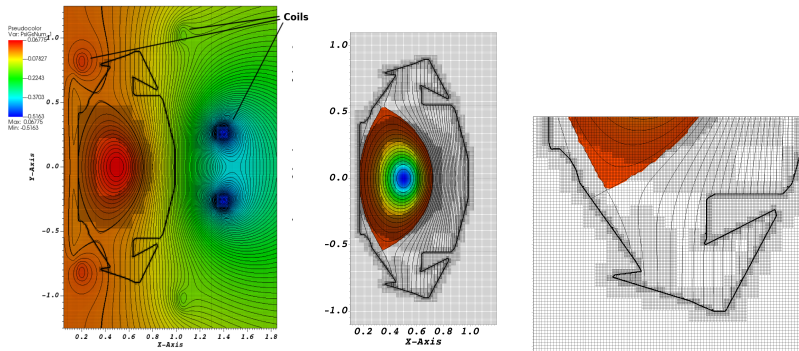 Coils
Pseudocolor
Var: PsiGsNum_1
0.06775
-0.07827
-0.2243
-0.3703
-0.5163
Max: 0.06775
Min: -0.5163
1.0
0.5
0.0
-0.5
-1.0
Y-Axis
0.2 0.4 0.6 0.8 1.0 1.2 1.4 1.6 1.8
X-Axis
1.0
0.5
0.0
-0.5
-1.0
0.2 0.4 0.6 0.8 1.0
X-Axis